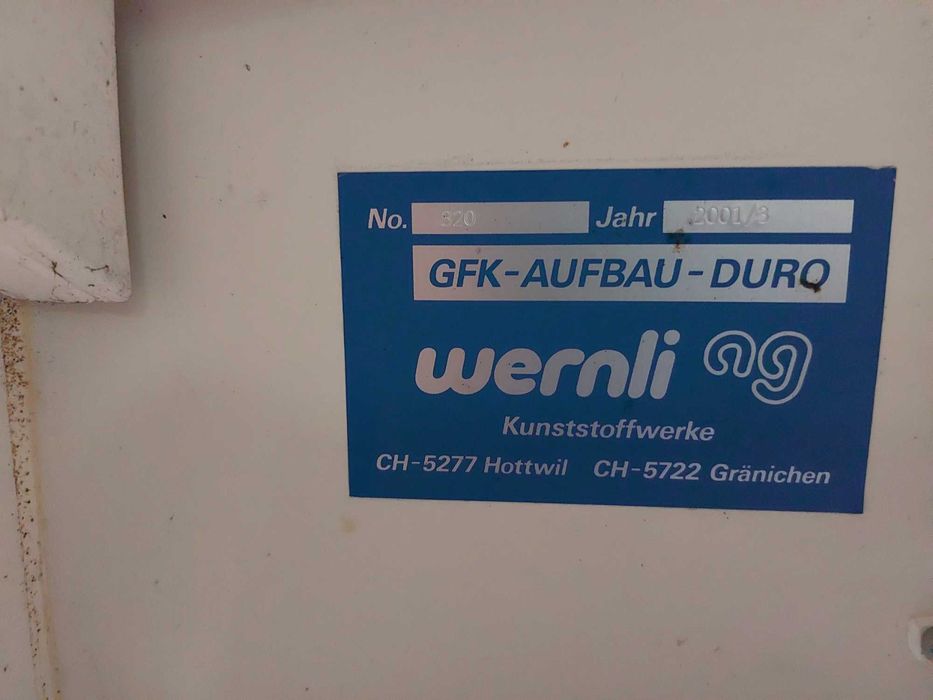 No. 320 Jahr 2001/3
GFK-AUFBAU-DURO
wernli ag
Kunststoffwerke
CH-5277 Hottwil CH-5722 Gränichen